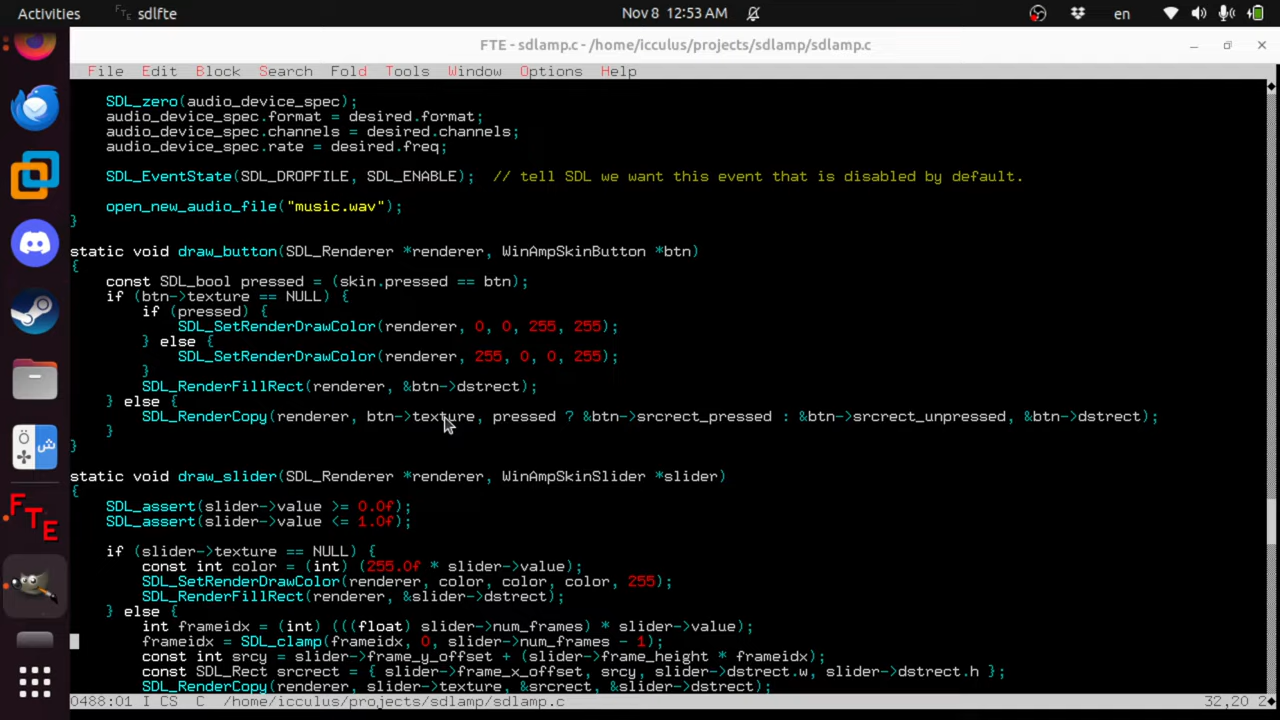 Activities
sdlfte
Nov 8 12:53 AM
en
FTE - sdlamp.c - /home/icculus/projects/sdlamp/sdlamp.c
File Edit Block Search Fold Tools Window Options Help
SDL_zero(audio_device_spec);
audio_device_spec.format = desired.format;
audio_device_spec.channels = desired.channels;
audio_device_spec.rate = desired.freq;
SDL_EventState(SDL_DROPFILE, SDL_ENABLE);  // tell SDL we want this event that is disabled by default.
open_new_audio_file("music.wav");
}
static void draw_button(SDL_Renderer *renderer, WinAmpSkinButton *btn)
{
const SDL_bool pressed = (skin.pressed == btn);
if (btn->texture == NULL) {
if (pressed) {
SDL_SetRenderDrawColor(renderer, 0, 0, 255, 255);
} else {
SDL_SetRenderDrawColor(renderer, 255, 0, 0, 255);
}
SDL_RenderFillRect(renderer, &btn->dstrect);
} else {
SDL_RenderCopy(renderer, btn->texture, pressed ? &btn->srcrect_pressed : &btn->srcrect_unpressed, &btn->dstrect);
}
}
static void draw_slider(SDL_Renderer *renderer, WinAmpSkinSlider *slider)
{
SDL_assert(slider->value >= 0.0f);
SDL_assert(slider->value <= 1.0f);
if (slider->texture == NULL) {
const int color = (int) (255.0f * slider->value);
SDL_SetRenderDrawColor(renderer, color, color, color, 255);
SDL_RenderFillRect(renderer, &slider->dstrect);
} else {
int frameidx = (int) (((float) slider->num_frames) * slider->value);
frameidx = SDL_clamp(frameidx, 0, slider->num_frames - 1);
const int srcy = slider->frame_y_offset + (slider->frame_height * frameidx);
const SDL_Rect srcrect = { slider->frame_x_offset, srcy, slider->dstrect.w, slider->dstrect.h };
SDL_RenderCopy(renderer, slider->texture, &srcrect, &slider->dstrect);
0488:01 I CS  C  /home/icculus/projects/sdlamp/sdlamp.c
32,20 2
Ö
ش
FTE